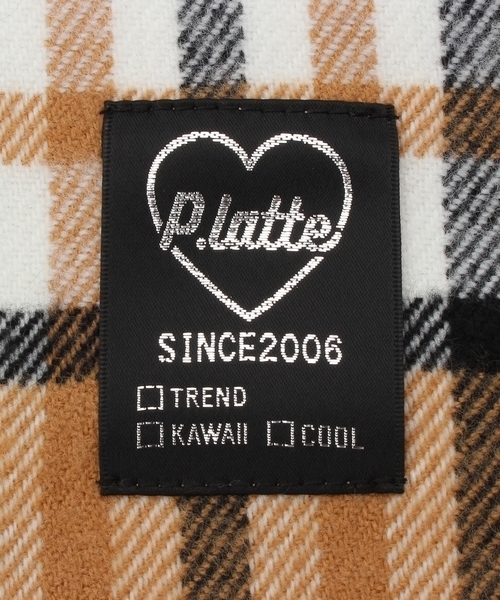 P.latte
SINCE2006
☐ TREND
☐ KAWAII ☐ COOL